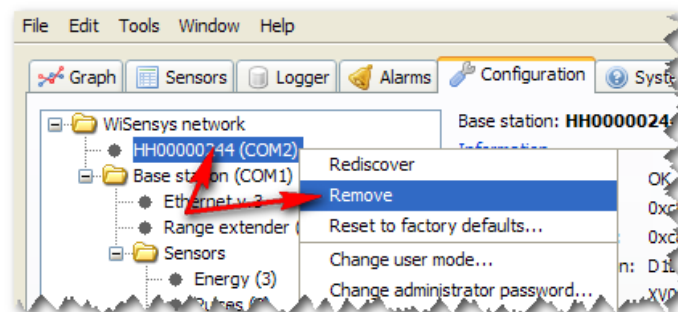 File Edit Tools Window Help
Graph Sensors Logger Alarms Configuration
WiSensys network
Base station: HH00000244
HH00000244 (COM2)
Information
Rediscover
Base station (COM1)
OK
Remove
Ethernet v.3
Range extender
Reset to factory defaults...
Sensors
Change user mode...
Energy (3)
Change administrator password...